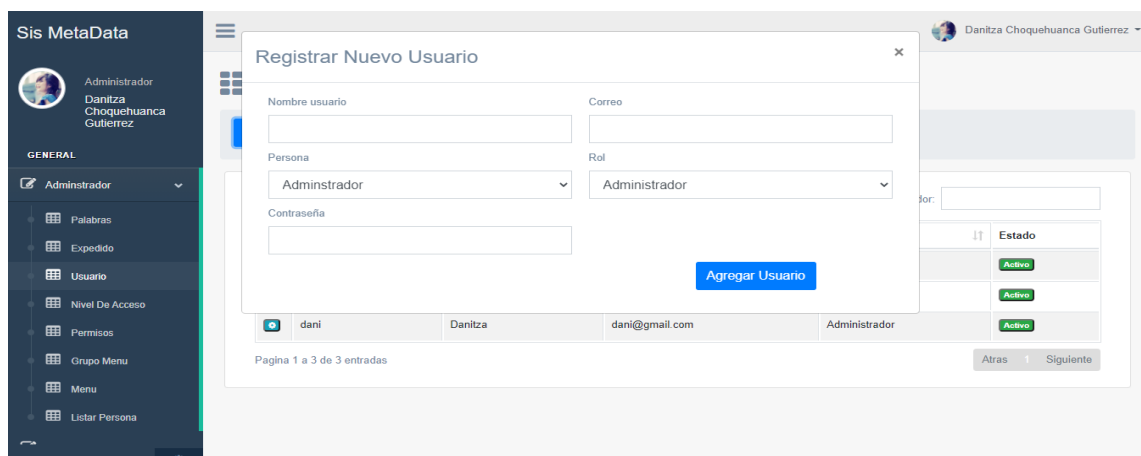 Sis MetaData
Danitza Choquehuanca Gutierrez
Administrador
Danitza
Choquehuanca
Gutierrez
GENERAL
Adminstrador
Palabras
Expedido
Usuario
Nivel De Acceso
Permisos
Grupo Menu
Menu
Listar Persona
Registrar Nuevo Usuario
×
Nombre usuario
Correo
Persona
Rol
Adminstrador
Administrador
Contraseña
Agregar Usuario
dor:
Estado
Activo
Activo
dani Danitza dani@gmail.com Administrador Activo
Pagina 1 a 3 de 3 entradas
Atras 1 Siguiente